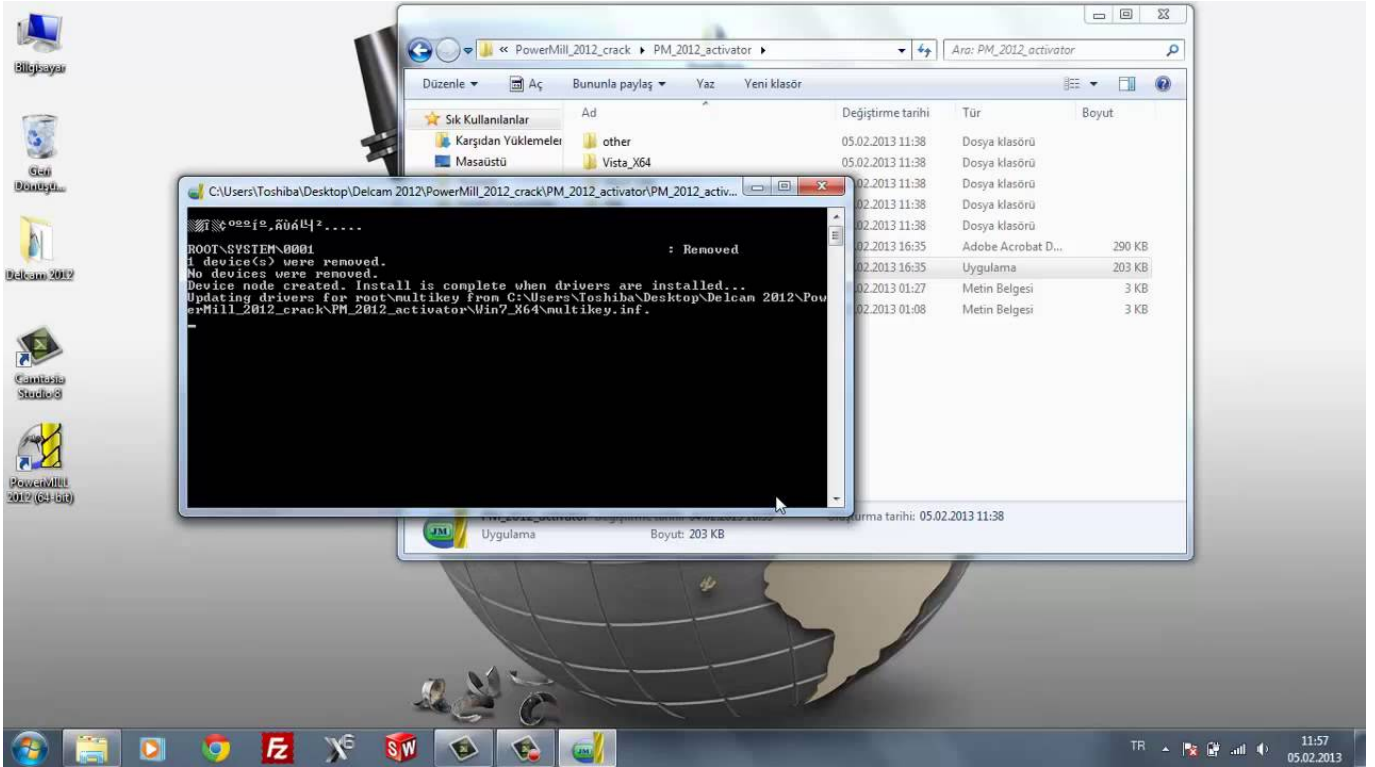 Bilgisayar
Geri
Dönüşü...
Delcam 2012
Camtasia
Studio 8
PowerMILL
2012 (64-bit)
« PowerMill_2012_crack ▸ PM_2012_activator ▸
Ara: PM_2012_activator
Düzenle
Aç
Bununla paylaş
Yaz
Yeni klasör
Sık Kullanılanlar
Karşıdan Yüklemeler
Masaüstü
Ad
Değiştirme tarihi
Tür
Boyut
other
05.02.2013 11:38
Dosya klasörü
Vista_X64
05.02.2013 11:38
Dosya klasörü
.02.2013 11:38
Dosya klasörü
.02.2013 11:38
Dosya klasörü
.02.2013 11:38
Dosya klasörü
.02.2013 16:35
Adobe Acrobat D...
290 KB
.02.2013 16:35
Uygulama
203 KB
.02.2013 01:27
Metin Belgesi
3 KB
.02.2013 01:08
Metin Belgesi
3 KB
C:\Users\Toshiba\Desktop\Delcam 2012\PowerMill_2012_crack\PM_2012_activator\PM_2012_activ...
ROOT\SYSTEM\0001 : Removed
1 device(s) were removed.
No devices were removed.
Device node created. Install is complete when drivers are installed...
Updating drivers for root\multikey from C:\Users\Toshiba\Desktop\Delcam 2012\Pow
erMill_2012_crack\PM_2012_activator\Win7_X64\multikey.inf.
tarihi: 05.02.2013 11:38
Uygulama
Boyut: 203 KB
JM
TR
11:57
05.02.2013